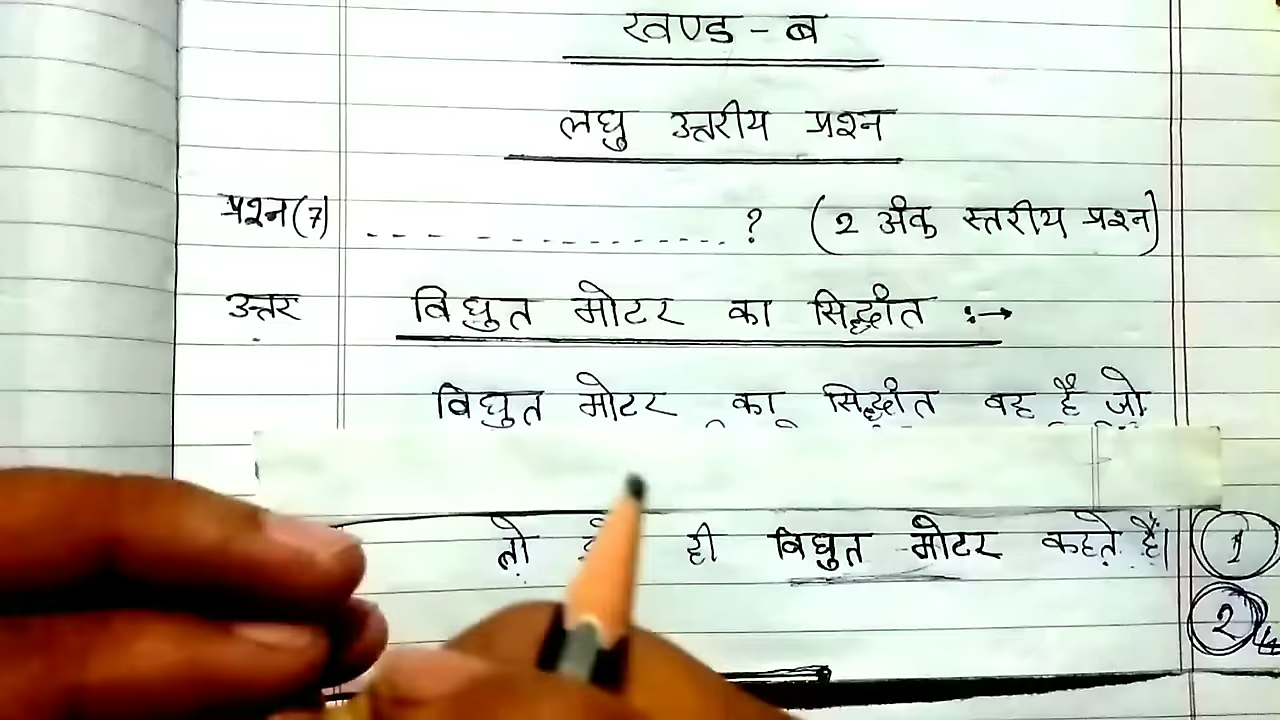 खण्ड - ब
लघु उत्तरीय प्रश्न
प्रश्न(7) ...................? (2 अंक स्तरीय प्रश्न)
उत्तर विधुत मोटर का सिद्धांत :→
विधुत मोटर का सिद्धांत वह है जो
तो ही विधुत मोटर कहते हैं। 1
2